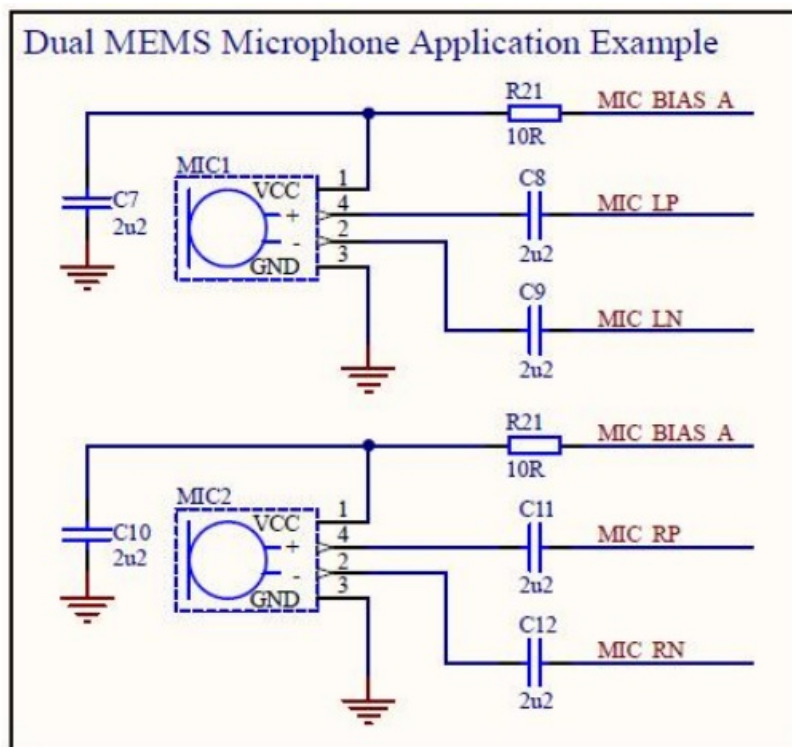 Dual MEMS Microphone Application Example
R21
MIC BIAS A
10R
MIC1
VCC
1
C8
C7
+
4
MIC LP
2u2
-
2
2u2
GND
3
C9
MIC LN
2u2
R21
MIC BIAS A
10R
MIC2
VCC
1
C11
C10
+
4
MIC RP
2u2
-
2
2u2
GND
3
C12
MIC RN
2u2